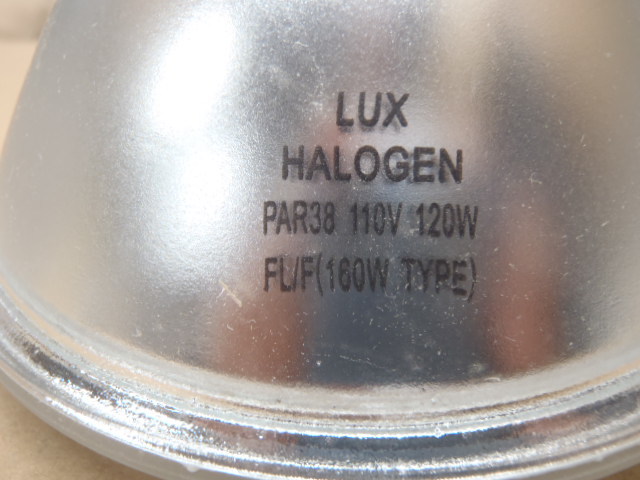 LUX
HALOGEN
PAR38 110V 120W
FL/F(160W TYPE)